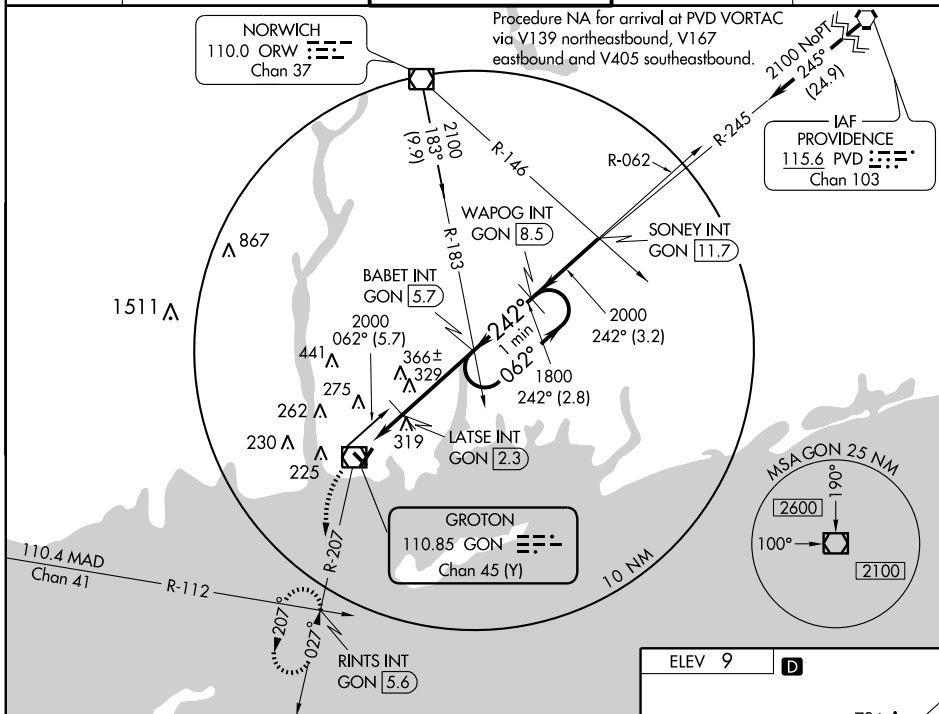 Procedure NA for arrival at PVD VORTAC
via V139 northeastbound, V167
eastbound and V405 southeastbound.
NORWICH
110.0 ORW
Chan 37
2100 NoPT
245°
(24.9)
R-245
IAF
PROVIDENCE
115.6 PVD
Chan 103
2100
183°
(9.9)
R-146
R-062
R-183
WAPOG INT
GON 8.5
SONEY INT
GON 11.7
867
BABET INT
GON 5.7
1511
2000
062° (5.7)
242°
1 min
062°
2000
242° (3.2)
441
366±
329
275
1800
242° (2.8)
262
230
319
225
LATSE INT
GON 2.3
MSA GON 25 NM
190°
2600
100°
2100
GROTON
110.85 GON
Chan 45 (Y)
R-207
10 NM
110.4 MAD
Chan 41
R-112
207°
027°
RINTS INT
GON 5.6
ELEV 9
D